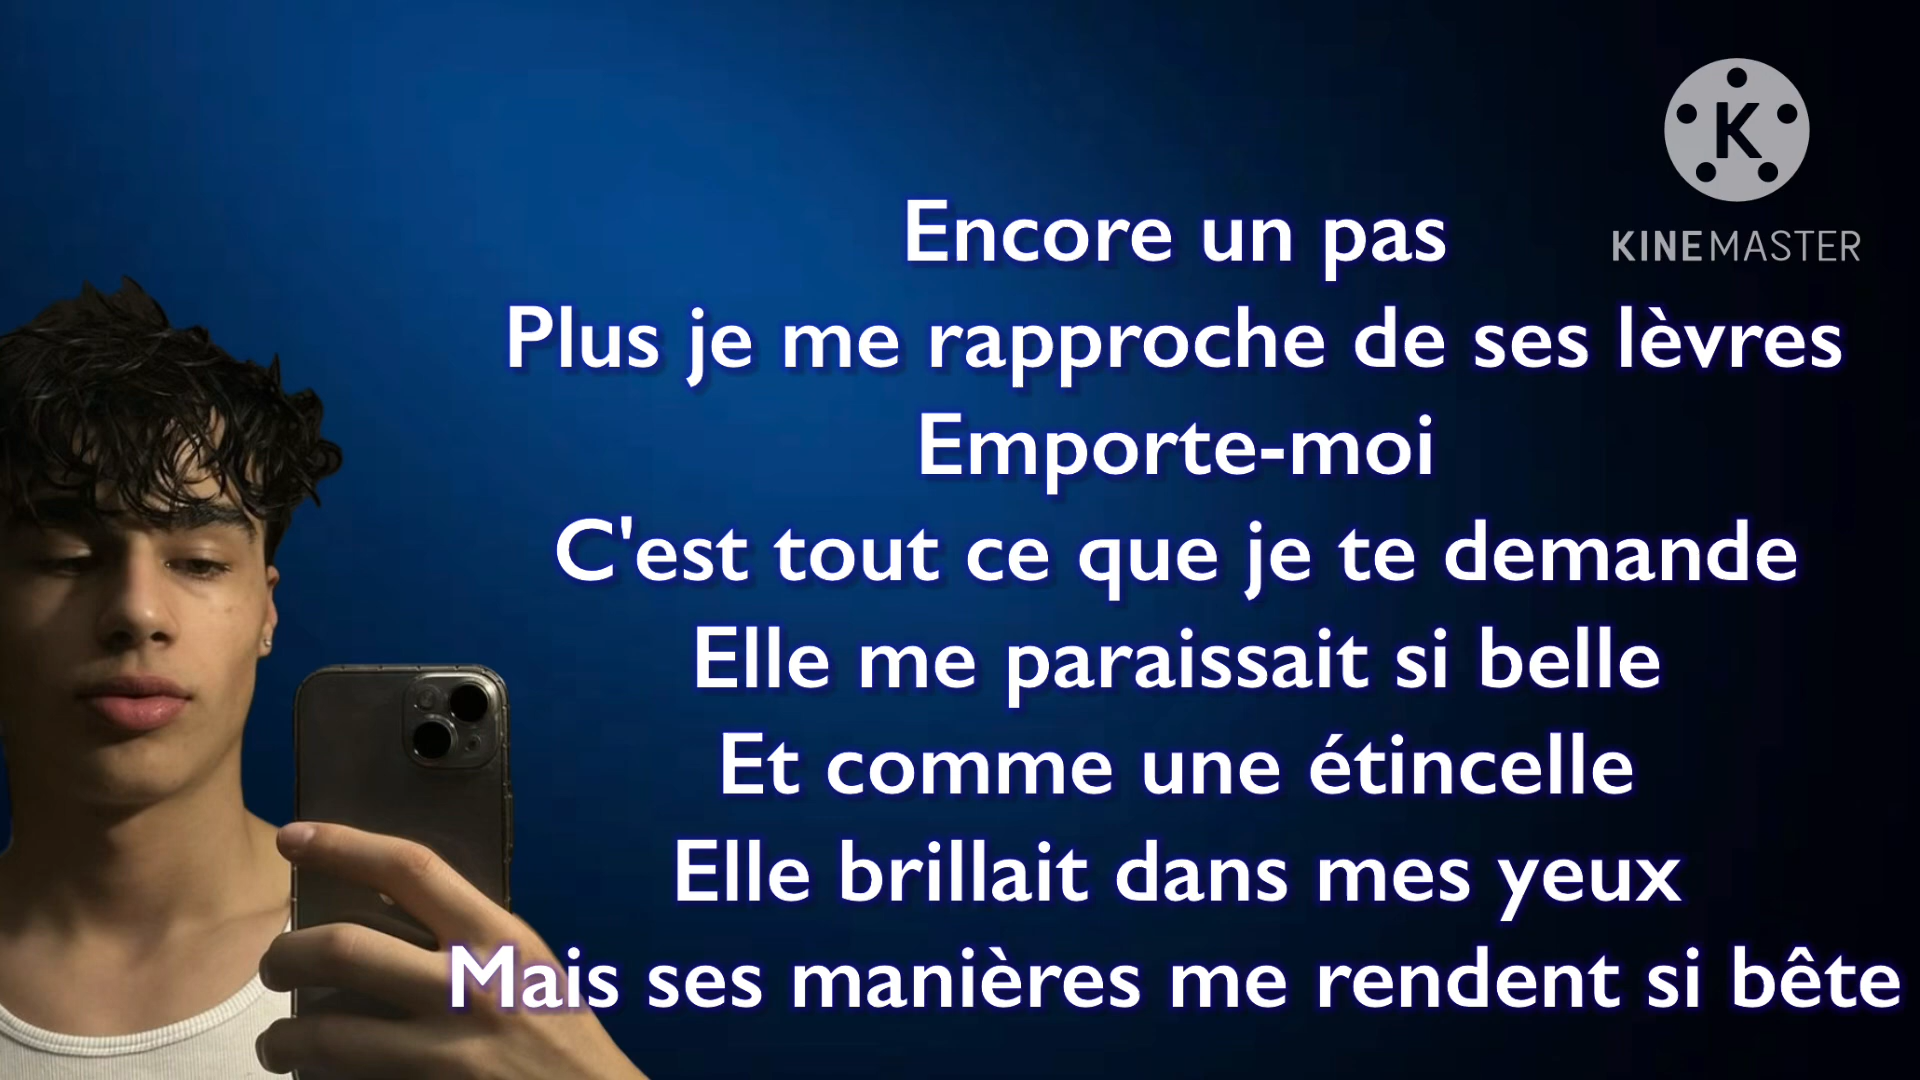 K
KINEMASTER
Encore un pas
Plus je me rapproche de ses lèvres
Emporte-moi
C'est tout ce que je te demande
Elle me paraissait si belle
Et comme une étincelle
Elle brillait dans mes yeux
Mais ses manières me rendent si bête